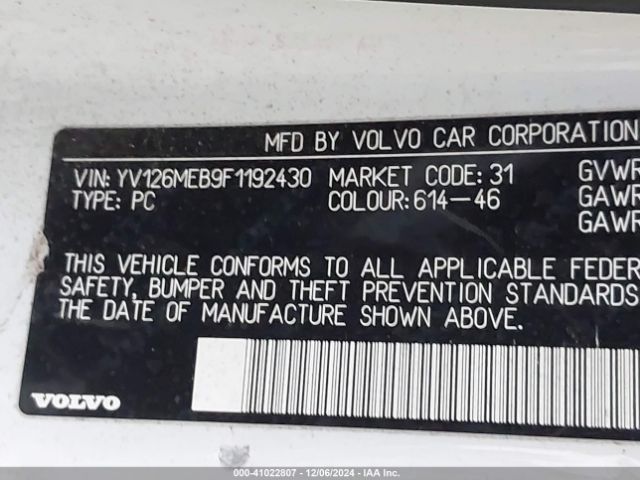 MFD BY VOLVO CAR CORPORATION
VIN: YV126MEB9F1192430 MARKET CODE: 31 GVWR
TYPE: PC COLOUR: 614-46 GAWR
GAWR
THIS VEHICLE CONFORMS TO ALL APPLICABLE FEDER
SAFETY, BUMPER AND THEFT PREVENTION STANDARDS
THE DATE OF MANUFACTURE SHOWN ABOVE.
VOLVO
000-41022807 - 12/06/2024 - IAAI.COM